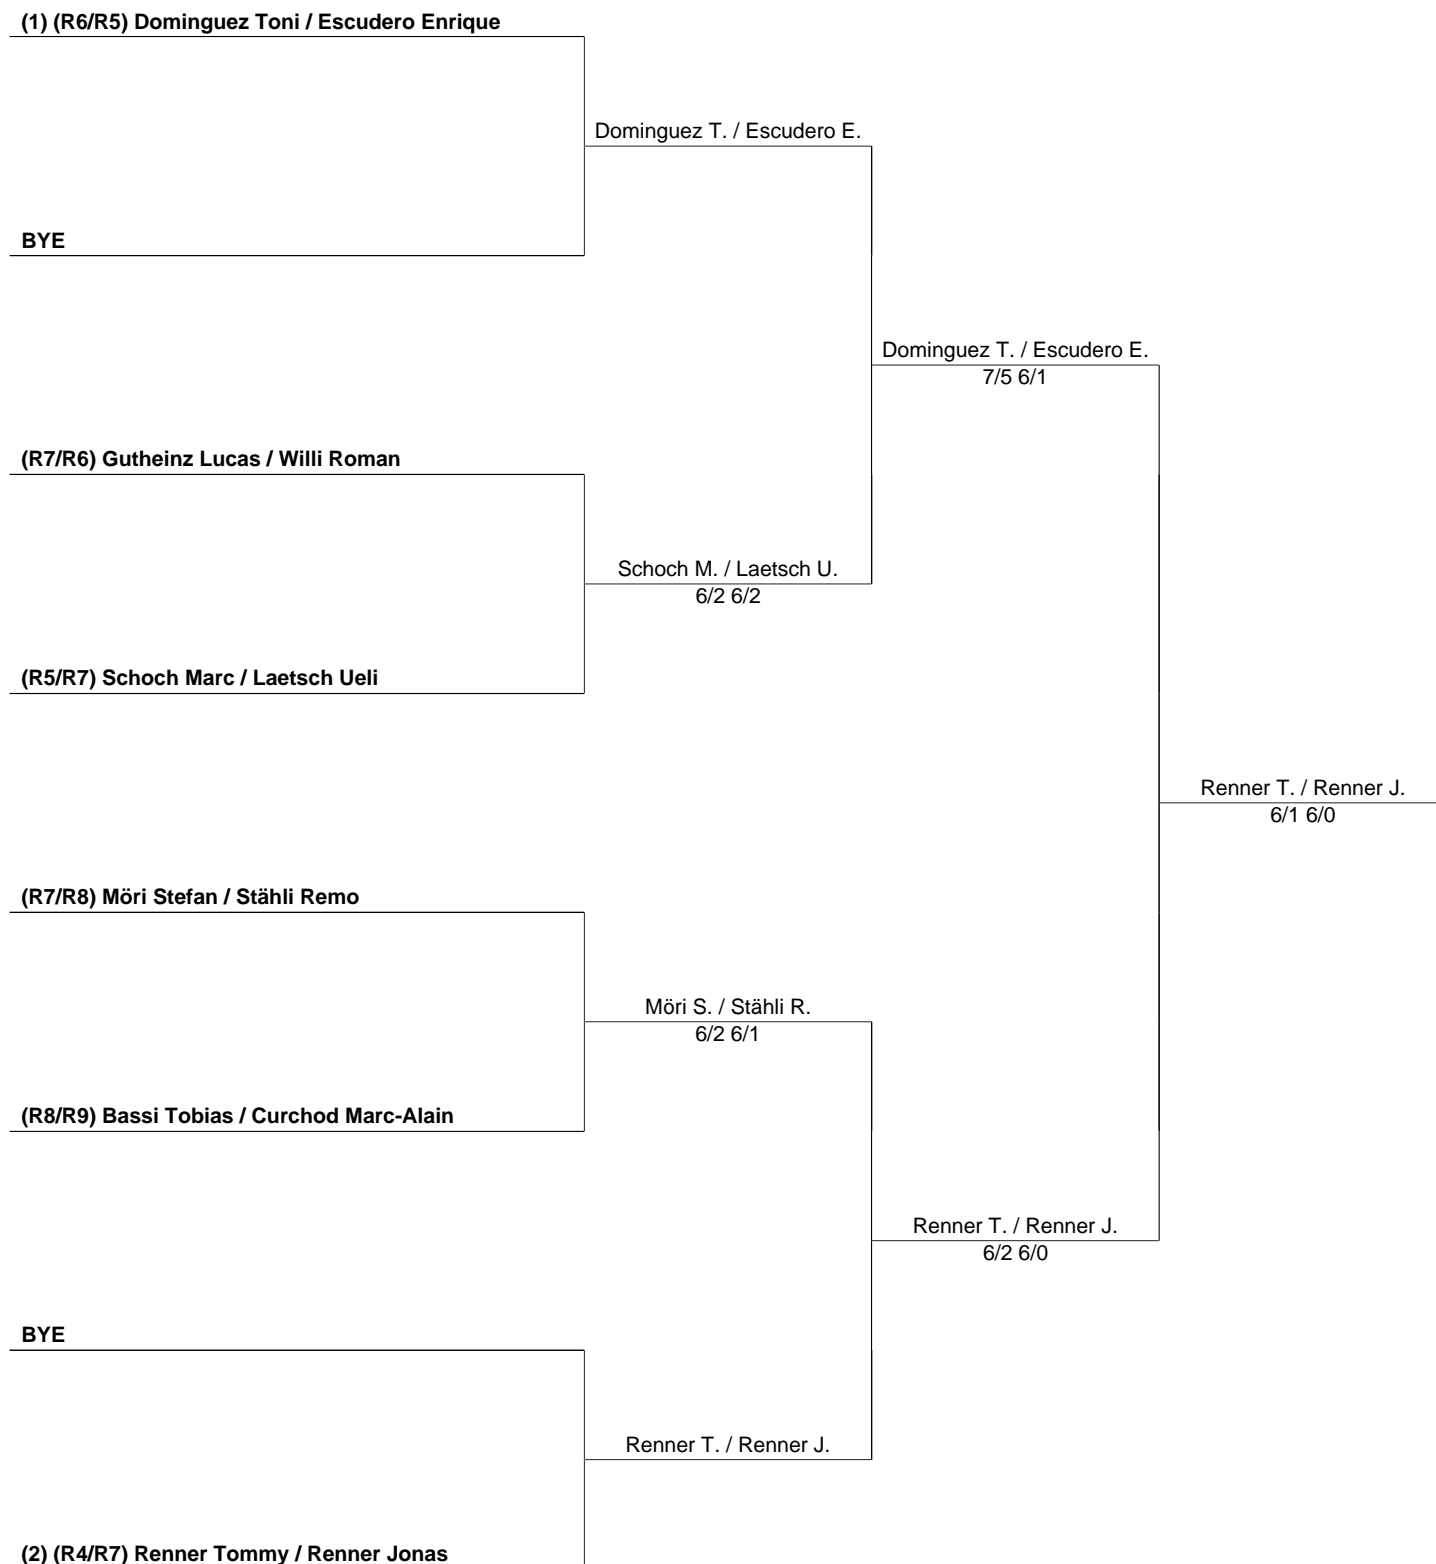 (1) (R6/R5) Dominguez Toni / Escudero Enrique
Dominguez T. / Escudero E.
BYE
Dominguez T. / Escudero E.
7/5 6/1
(R7/R6) Gutheinz Lucas / Willi Roman
Schoch M. / Laetsch U.
6/2 6/2
(R5/R7) Schoch Marc / Laetsch Ueli
Renner T. / Renner J.
6/1 6/0
(R7/R8) Möri Stefan / Stähli Remo
Möri S. / Stähli R.
6/2 6/1
(R8/R9) Bassi Tobias / Curchod Marc-Alain
Renner T. / Renner J.
6/2 6/0
BYE
Renner T. / Renner J.
(2) (R4/R7) Renner Tommy / Renner Jonas